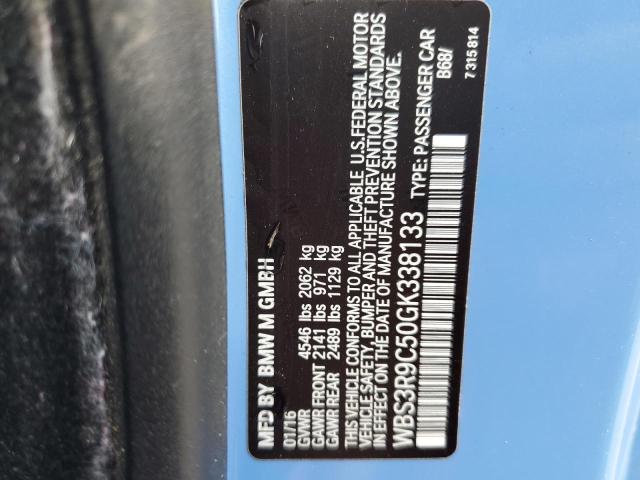 MFD BY BMW M GMBH
01/16
GVWR 4546 lbs 2062 kg
GAWR FRONT 2141 lbs 971 kg
GAWR REAR 2489 lbs 1129 kg
THIS VEHICLE CONFORMS TO ALL APPLICABLE U.S.FEDERAL MOTOR
VEHICLE SAFETY, BUMPER AND THEFT PREVENTION STANDARDS
IN EFFECT ON THE DATE OF MANUFACTURE SHOWN ABOVE.
WBS3R9C50GK338133 TYPE: PASSENGER CAR
B68/
7 315 814